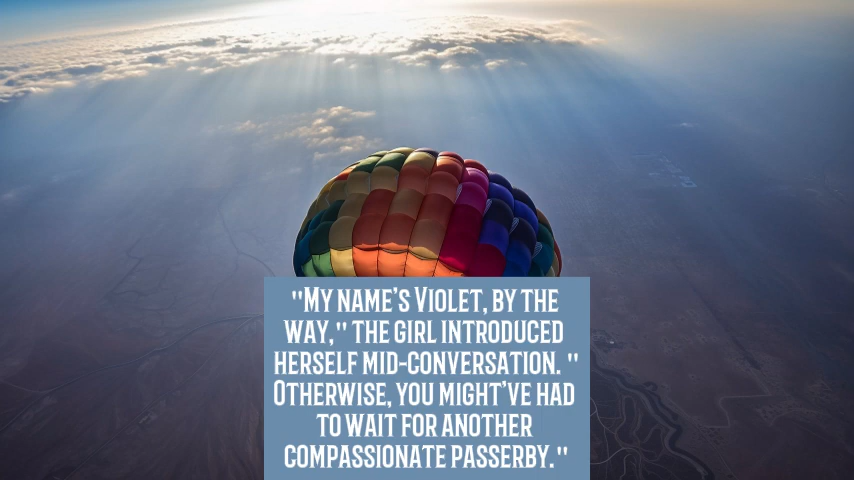 "My name's Violet, by the
way," the girl introduced
herself mid-conversation. "
Otherwise, you might've had
to wait for another
compassionate passerby."